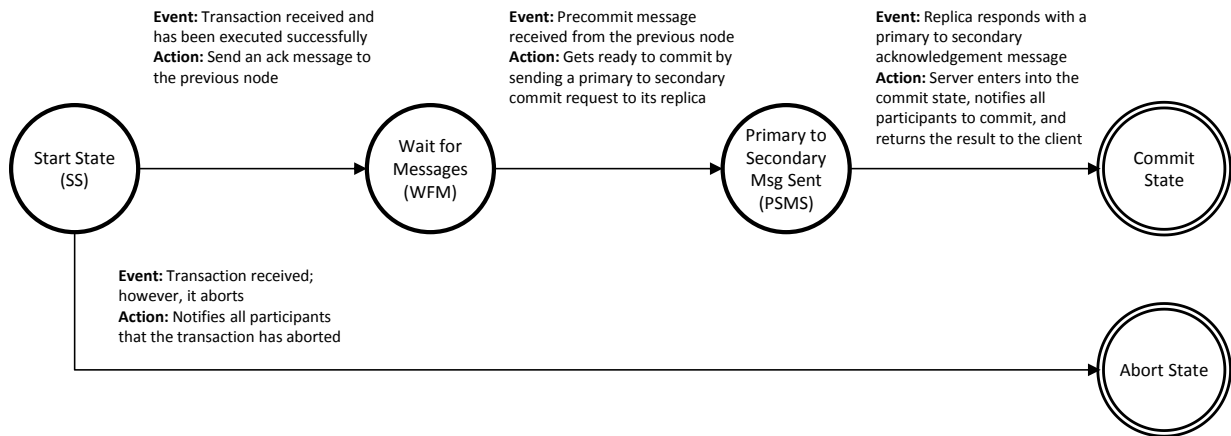 Event: Transaction received and
has been executed successfully
Action: Send an ack message to
the previous node
Event: Precommit message
received from the previous node
Action: Gets ready to commit by
sending a primary to secondary
commit request to its replica
Event: Replica responds with a
primary to secondary
acknowledgement message
Action: Server enters into the
commit state, notifies all
participants to commit, and
returns the result to the client
Start State
(SS)
Wait for
Messages
(WFM)
Primary to
Secondary
Msg Sent
(PSMS)
Commit
State
Event: Transaction received;
however, it aborts
Action: Notifies all participants
that the transaction has aborted
Abort State